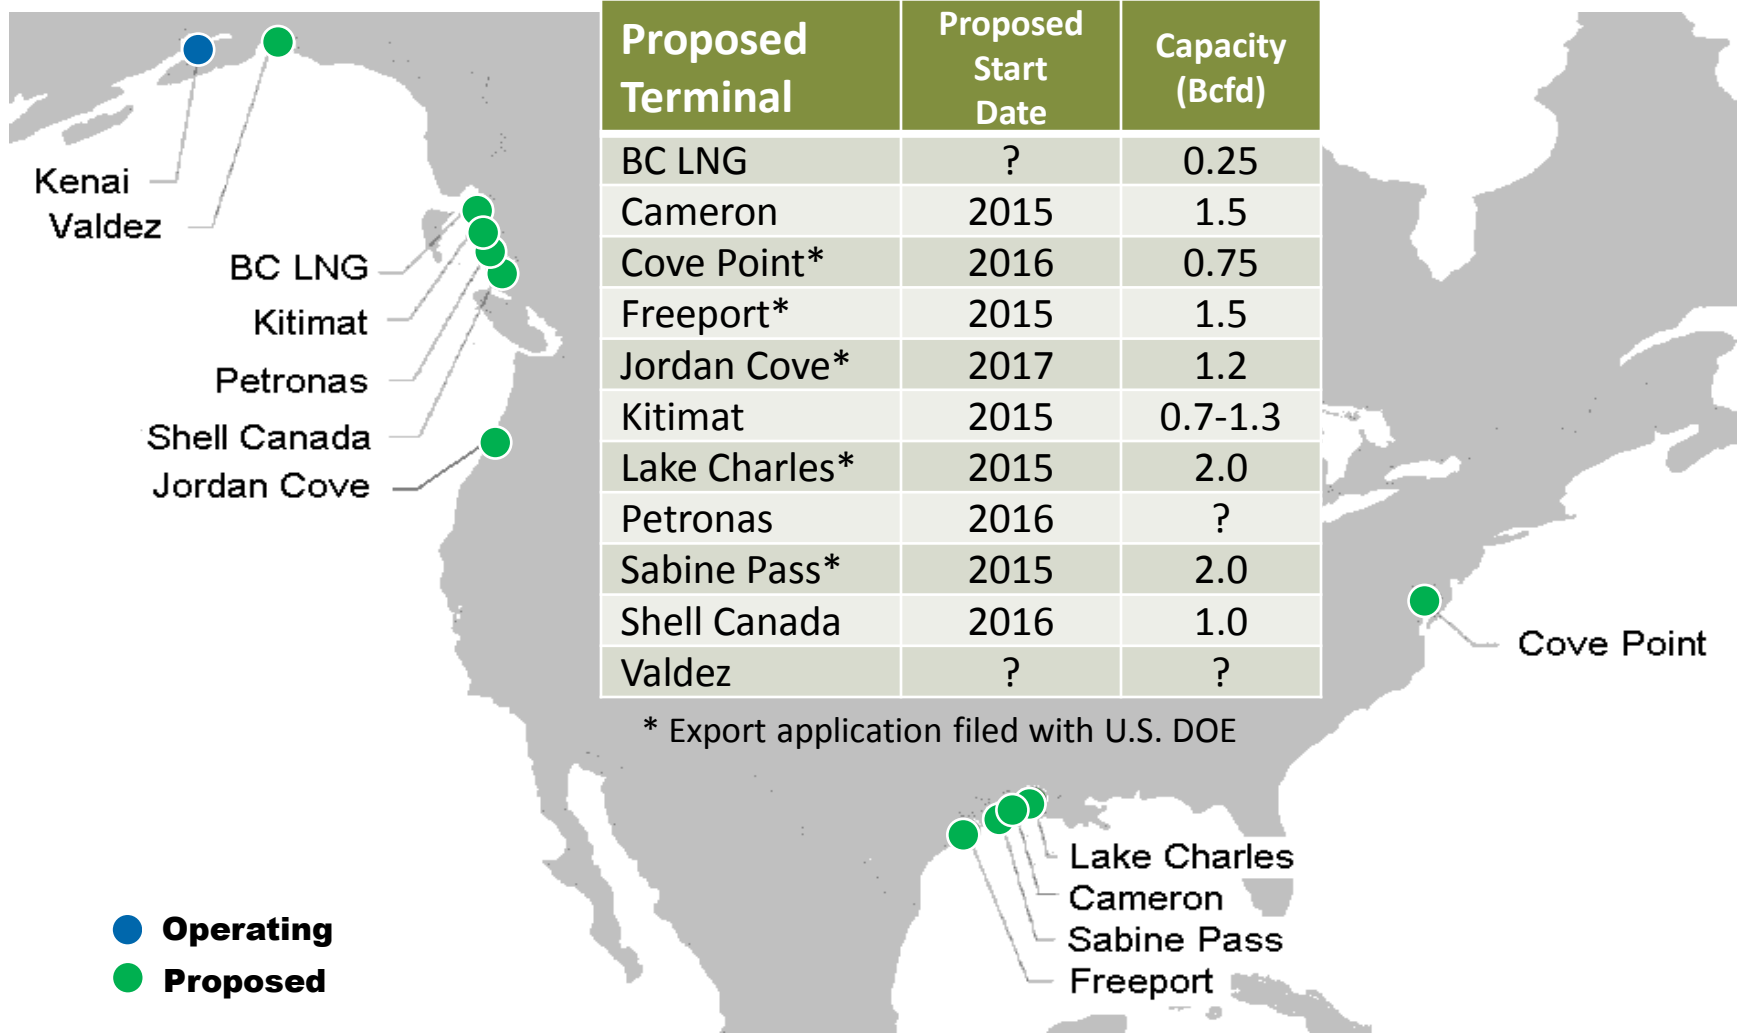 Proposed Terminal
Proposed Start Date
Capacity (Bcfd)
BC LNG ? 0.25
Cameron 2015 1.5
Cove Point* 2016 0.75
Freeport* 2015 1.5
Jordan Cove* 2017 1.2
Kitimat 2015 0.7-1.3
Lake Charles* 2015 2.0
Petronas 2016 ?
Sabine Pass* 2015 2.0
Shell Canada 2016 1.0
Valdez ? ?
* Export application filed with U.S. DOE
Kenai
Valdez
BC LNG
Kitimat
Petronas
Shell Canada
Jordan Cove
Cove Point
Lake Charles
Cameron
Sabine Pass
Freeport
Operating
Proposed